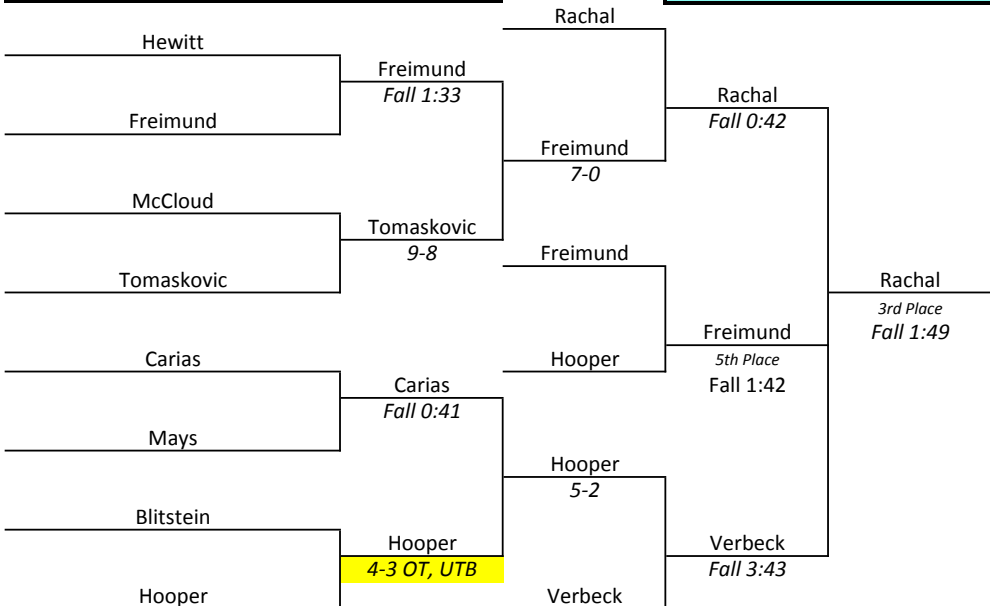 Rachal
Hewitt
Freimund
Fall 1:33
Rachal
Fall 0:42
Freimund
Freimund
7-0
McCloud
Tomaskovic
9-8
Freimund
Tomaskovic
Rachal
3rd Place
Fall 1:49
Freimund
5th Place
Fall 1:42
Carias
Hooper
Carias
Fall 0:41
Mays
Hooper
5-2
Blitstein
Hooper
4-3 OT, UTB
Verbeck
Fall 3:43
Hooper
Verbeck